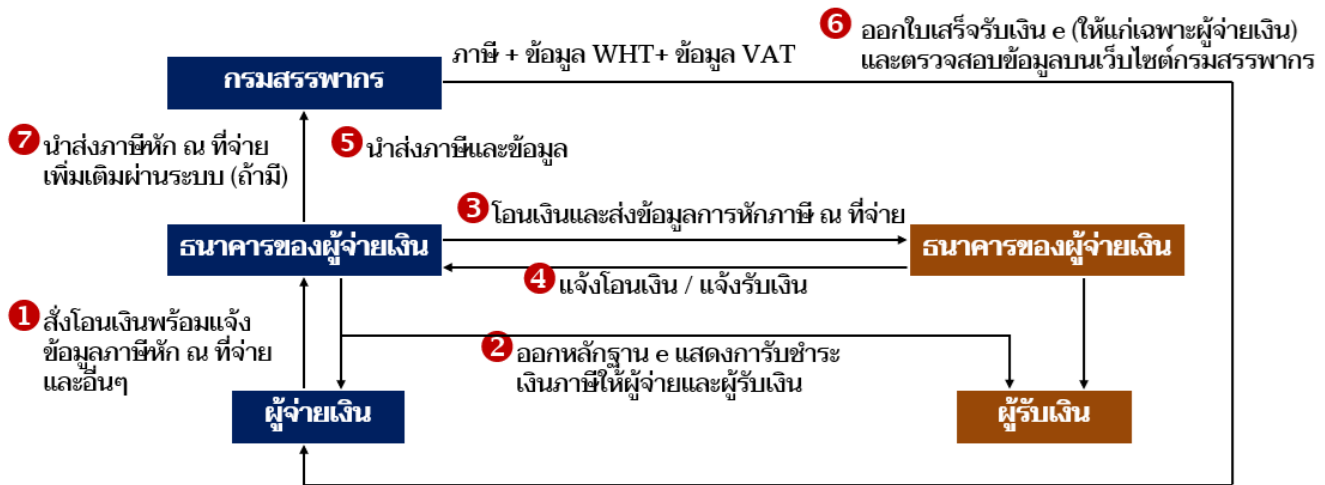 6 ออกใบเสร็จรับเงิน e (ให้แก่เฉพาะผู้จ่ายเงิน)
และตรวจสอบข้อมูลบนเว็บไซต์กรมสรรพากร
ภาษี + ข้อมูล WHT+ ข้อมูล VAT
กรมสรรพากร
7 นำส่งภาษีหัก ณ ที่จ่าย
เพิ่มเติมผ่านระบบ (ถ้ามี)
5 นำส่งภาษีและข้อมูล
3 โอนเงินและส่งข้อมูลการหักภาษี ณ ที่จ่าย
ธนาคารของผู้จ่ายเงิน
ธนาคารของผู้จ่ายเงิน
4 แจ้งโอนเงิน / แจ้งรับเงิน
1 สั่งโอนเงินพร้อมแจ้ง
ข้อมูลภาษีหัก ณ ที่จ่าย
และอื่นๆ
2 ออกหลักฐาน e แสดงการับชำระ
เงินภาษีให้ผู้จ่ายและผู้รับเงิน
ผู้จ่ายเงิน
ผู้รับเงิน